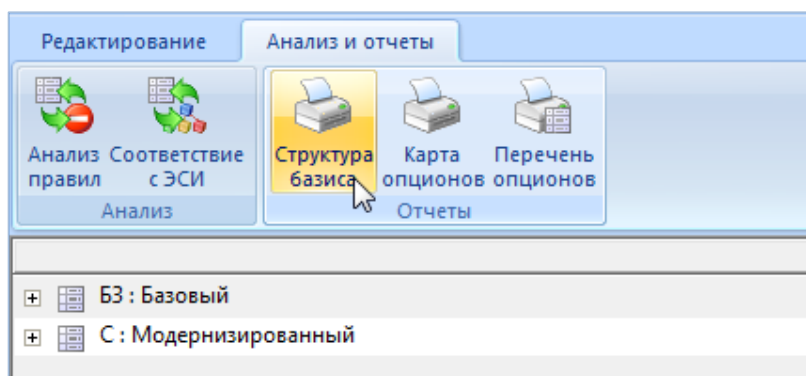 Редактирование Анализ и отчеты
Анализ Соответствие Структура Карта Перечень
правил с ЭСИ базиса опционов опционов
Анализ Отчеты
БЗ : Базовый
С : Модернизированный